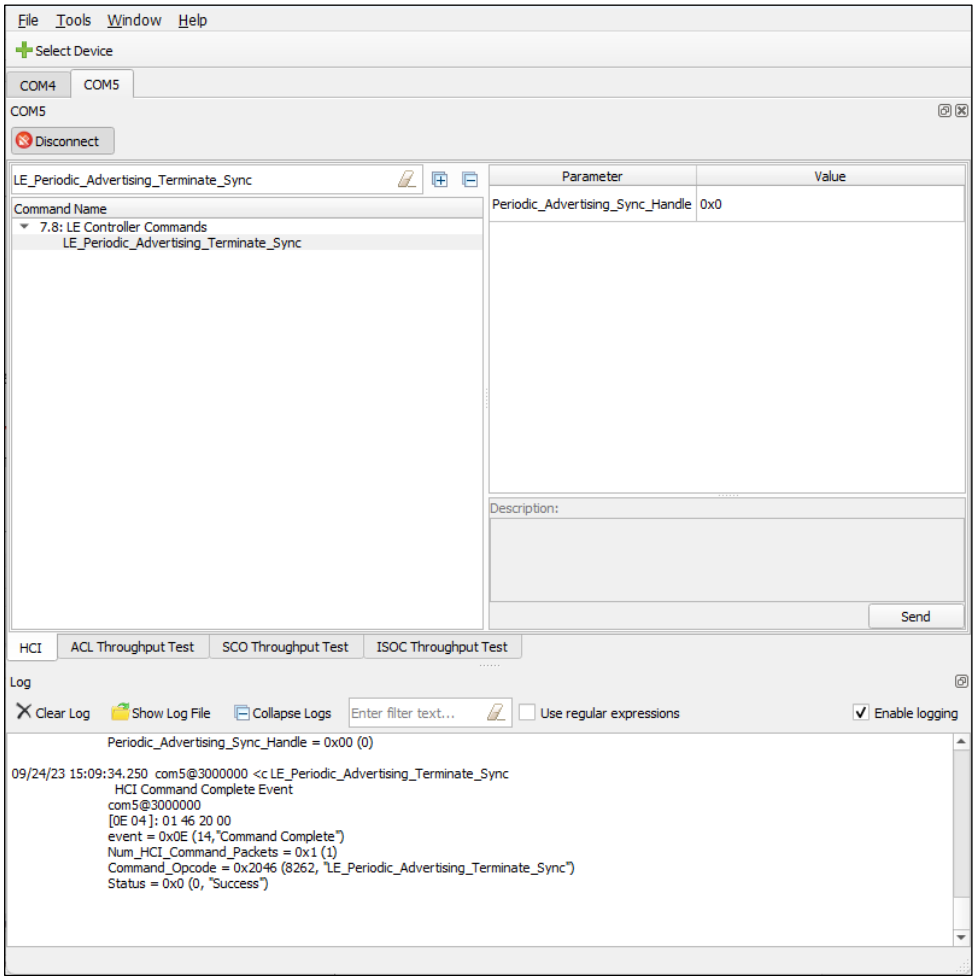 File Tools Window Help
Select Device
COM4 COM5
COM5
Disconnect
LE_Periodic_Advertising_Terminate_Sync
Command Name
7.8: LE Controller Commands
LE_Periodic_Advertising_Terminate_Sync
Parameter Value
Periodic_Advertising_Sync_Handle 0x0
Description:
Send
HCI ACL Throughput Test SCO Throughput Test ISOC Throughput Test
Log
Clear Log Show Log File Collapse Logs Enter filter text... Use regular expressions Enable logging
Periodic_Advertising_Sync_Handle = 0x00 (0)
09/24/23 15:09:34.250 com5@3000000 <c LE_Periodic_Advertising_Terminate_Sync
HCI Command Complete Event
com5@3000000
[0E 04 ]: 01 46 20 00
event = 0x0E (14,"Command Complete")
Num_HCI_Command_Packets = 0x1 (1)
Command_Opcode = 0x2046 (8262, "LE_Periodic_Advertising_Terminate_Sync")
Status = 0x0 (0, "Success")